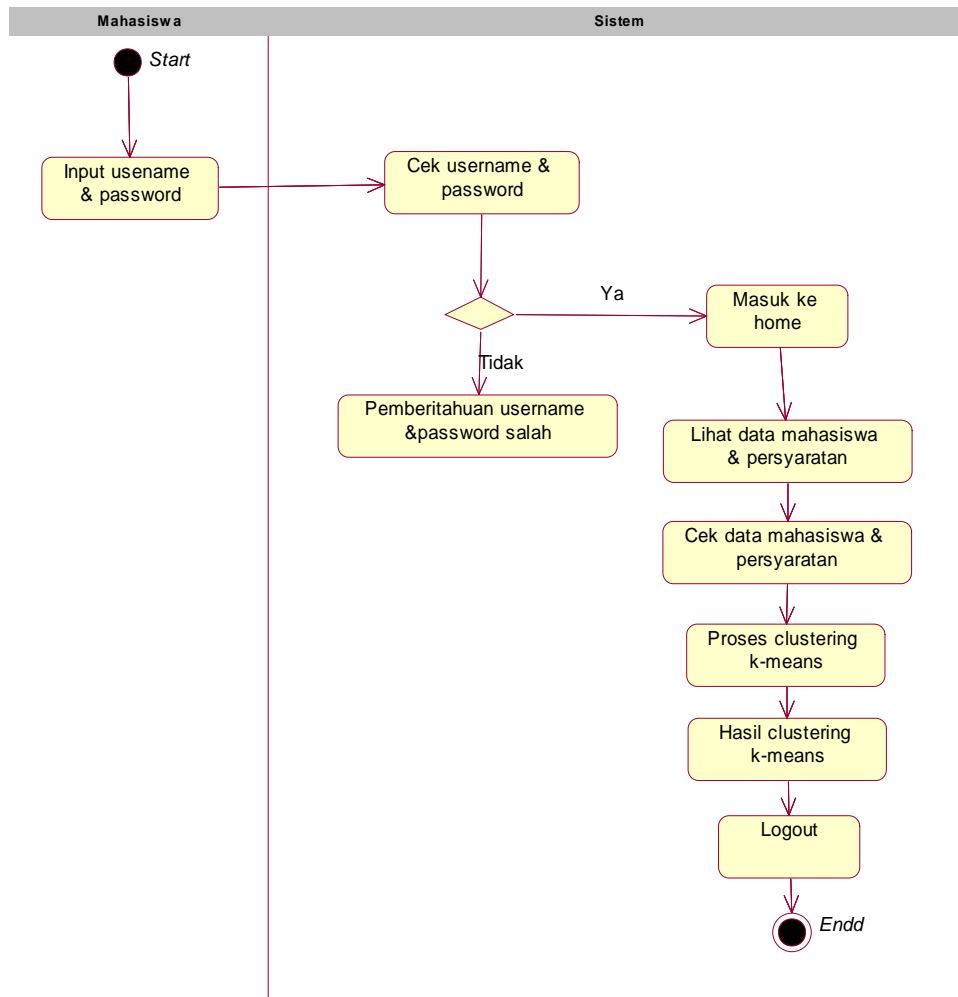 Mahasiswa
Sistem
Start
Input usename
& password
Cek username &
password
Ya
Masuk ke
home
Tidak
Pemberitahuan username
&password salah
Lihat data mahasiswa
& persyaratan
Cek data mahasiswa &
persyaratan
Proses clustering
k-means
Hasil clustering
k-means
Logout
Endd